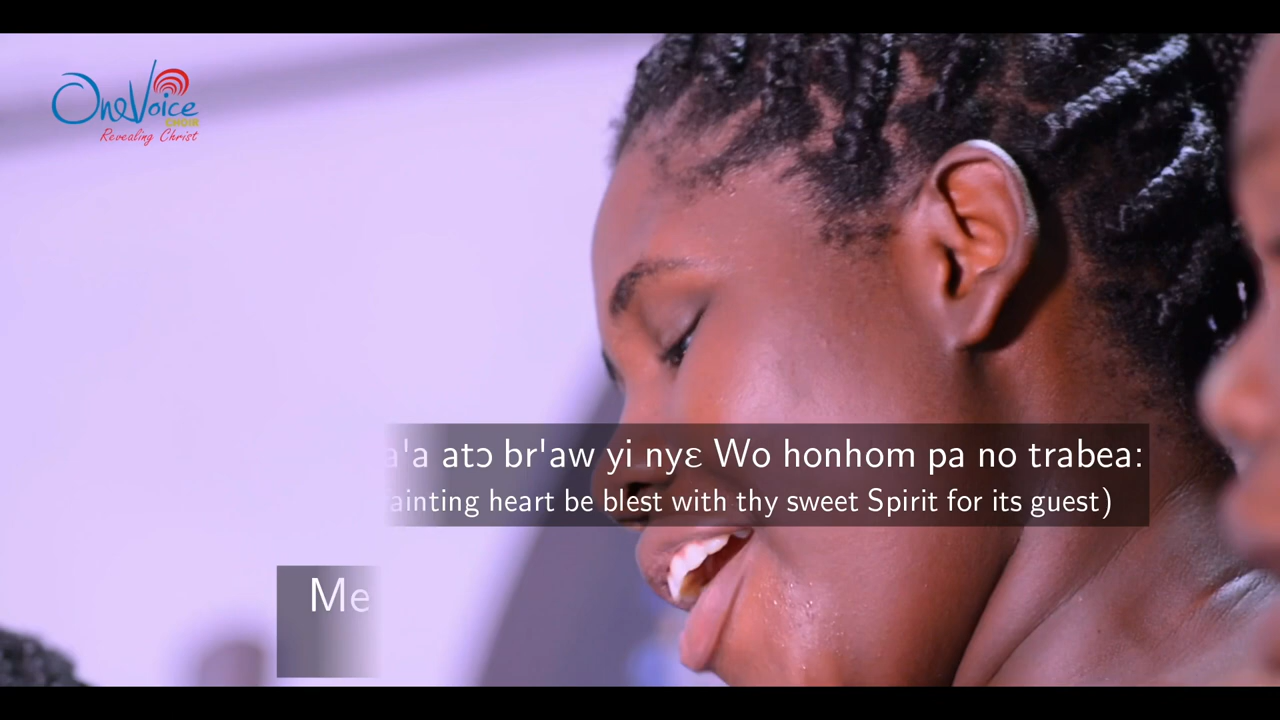 OneVoice
CHOIR
Revealing Christ
atɔ br'aw yi nyɛ Wo honhom pa no trabea:
heart be blest with thy sweet Spirit for its guest)
Me